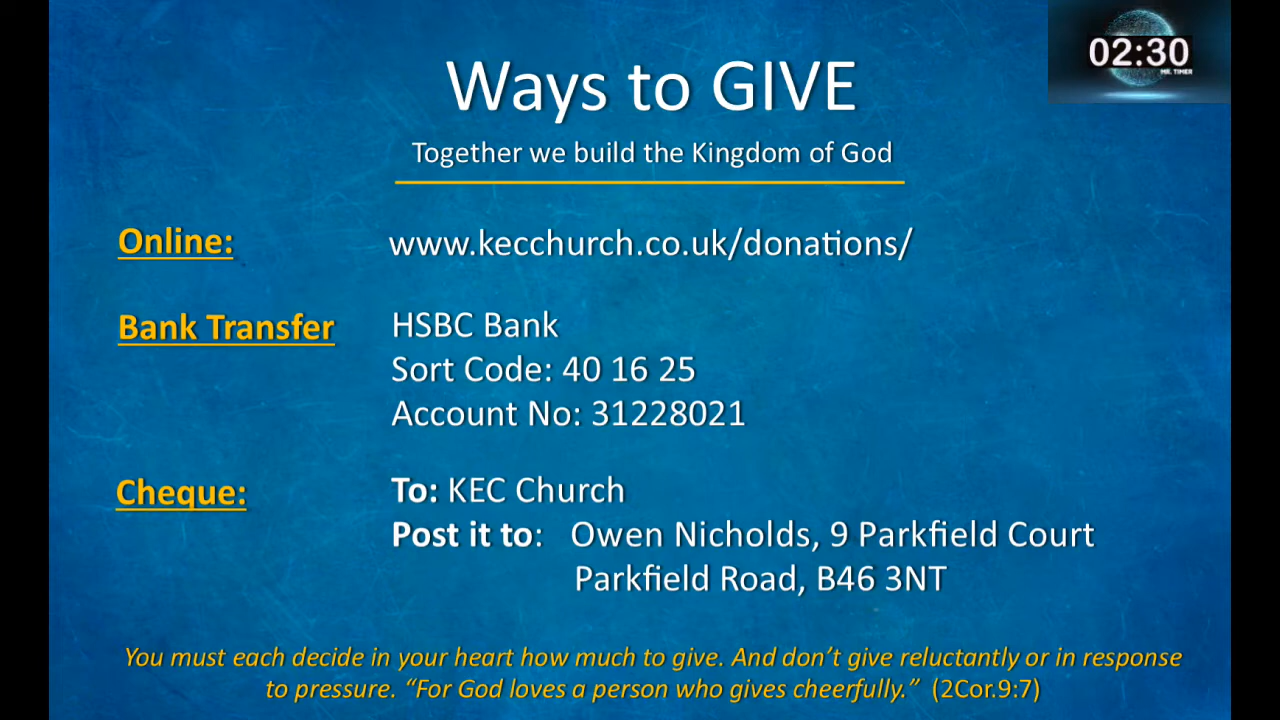 02:30
MR. TIMER
Ways to GIVE
Together we build the Kingdom of God
Online: www.kecchurch.co.uk/donations/
Bank Transfer HSBC Bank
Sort Code: 40 16 25
Account No: 31228021
Cheque: To: KEC Church
Post it to: Owen Nicholds, 9 Parkfield Court
Parkfield Road, B46 3NT
You must each decide in your heart how much to give. And don’t give reluctantly or in response
to pressure. “For God loves a person who gives cheerfully.” (2Cor.9:7)